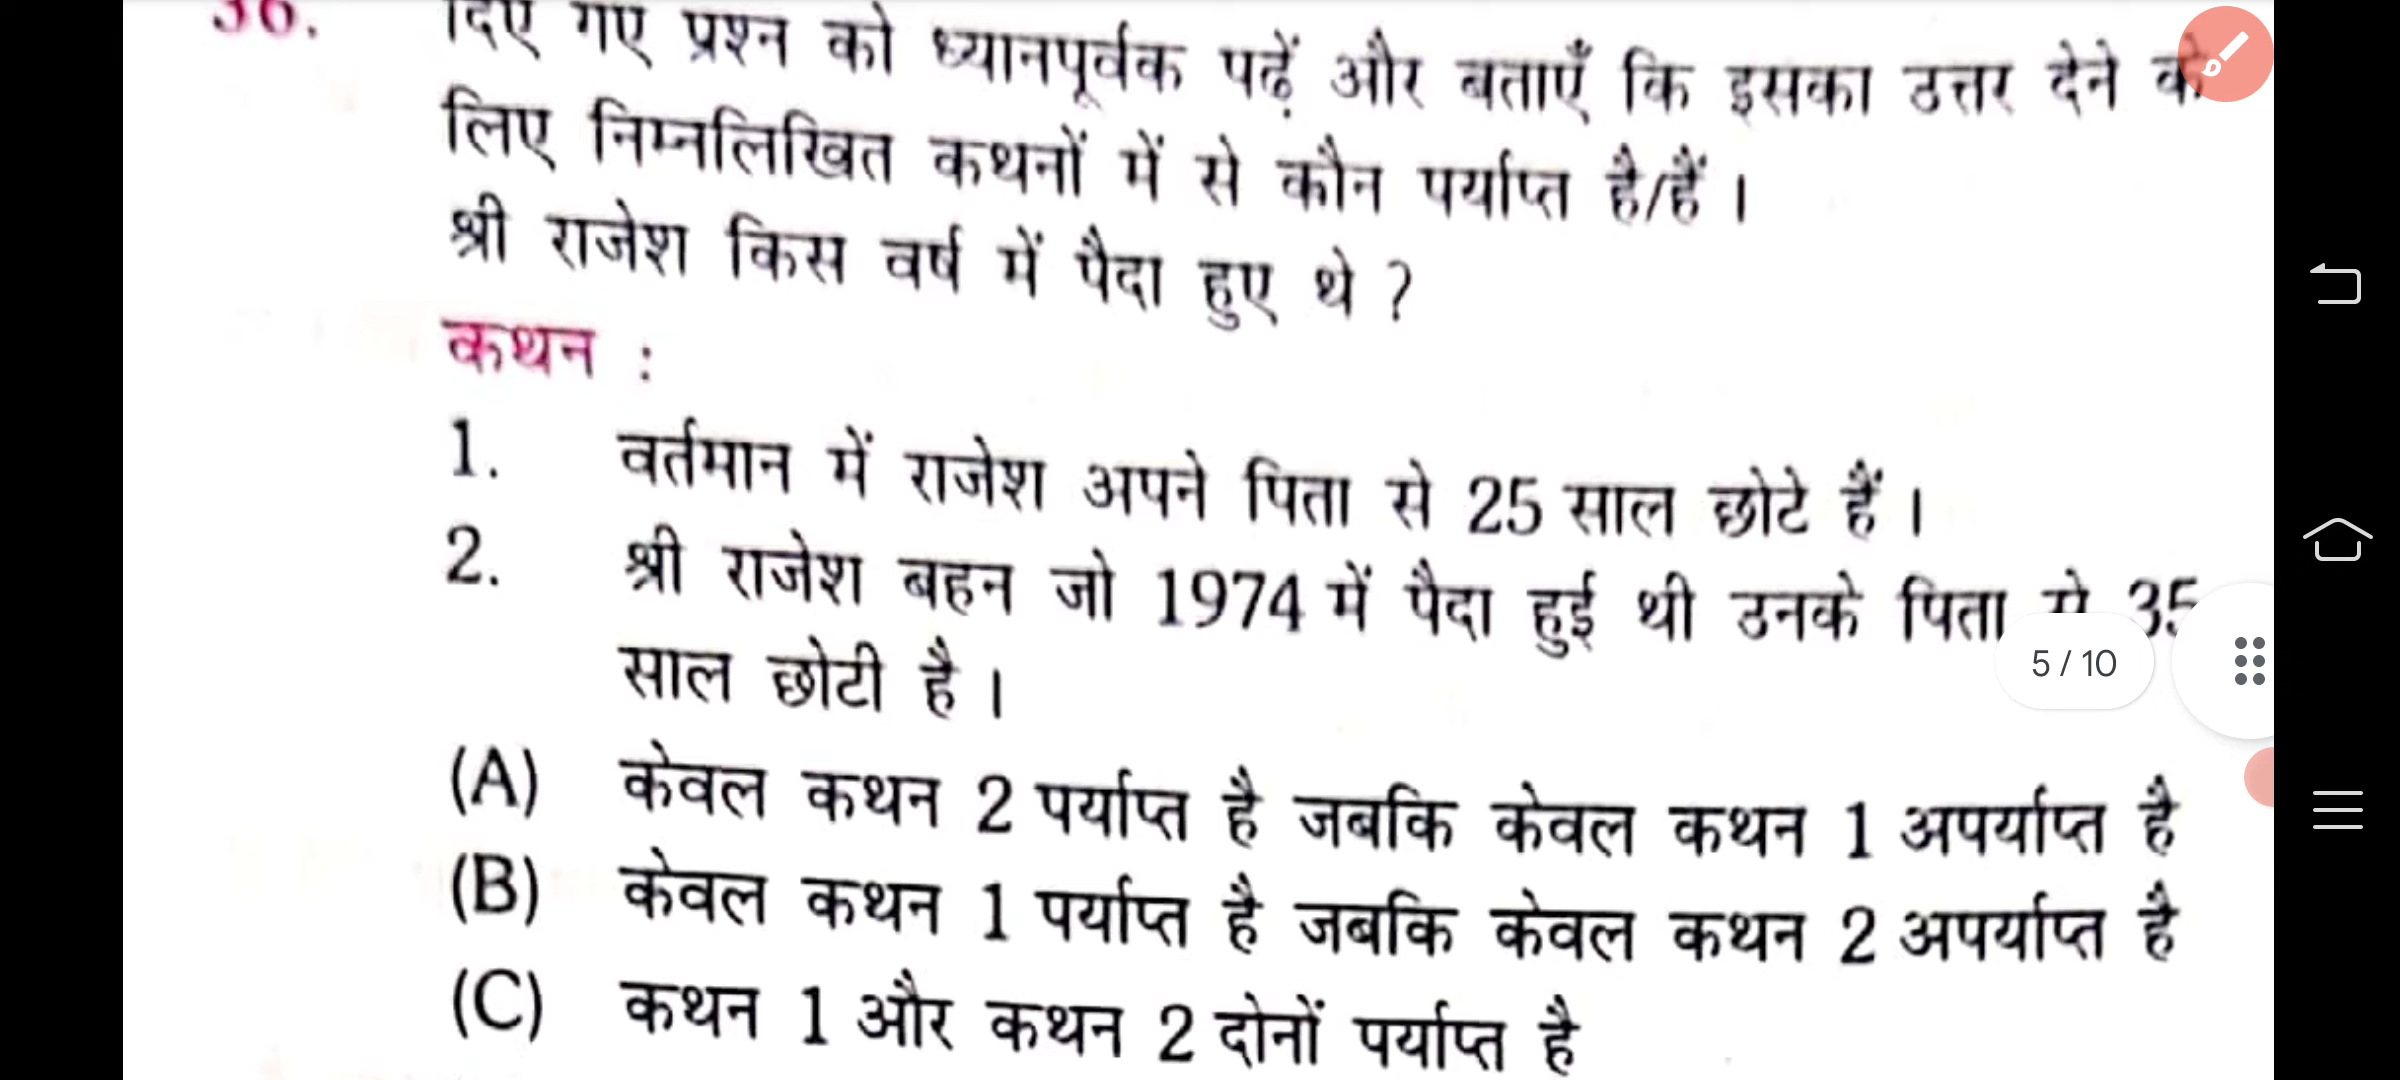 36. दिए गए प्रश्न को ध्यानपूर्वक पढ़ें और बताएँ कि इसका उत्तर देने के
लिए निम्नलिखित कथनों में से कौन पर्याप्त है/हैं ।
श्री राजेश किस वर्ष में पैदा हुए थे ?
कथन :
1. वर्तमान में राजेश अपने पिता से 25 साल छोटे हैं ।
2. श्री राजेश बहन जो 1974 में पैदा हुई थी उनके पिता से 35
साल छोटी है ।
5 / 10
(A) केवल कथन 2 पर्याप्त है जबकि केवल कथन 1 अपर्याप्त है
(B) केवल कथन 1 पर्याप्त है जबकि केवल कथन 2 अपर्याप्त है
(C) कथन 1 और कथन 2 दोनों पर्याप्त है